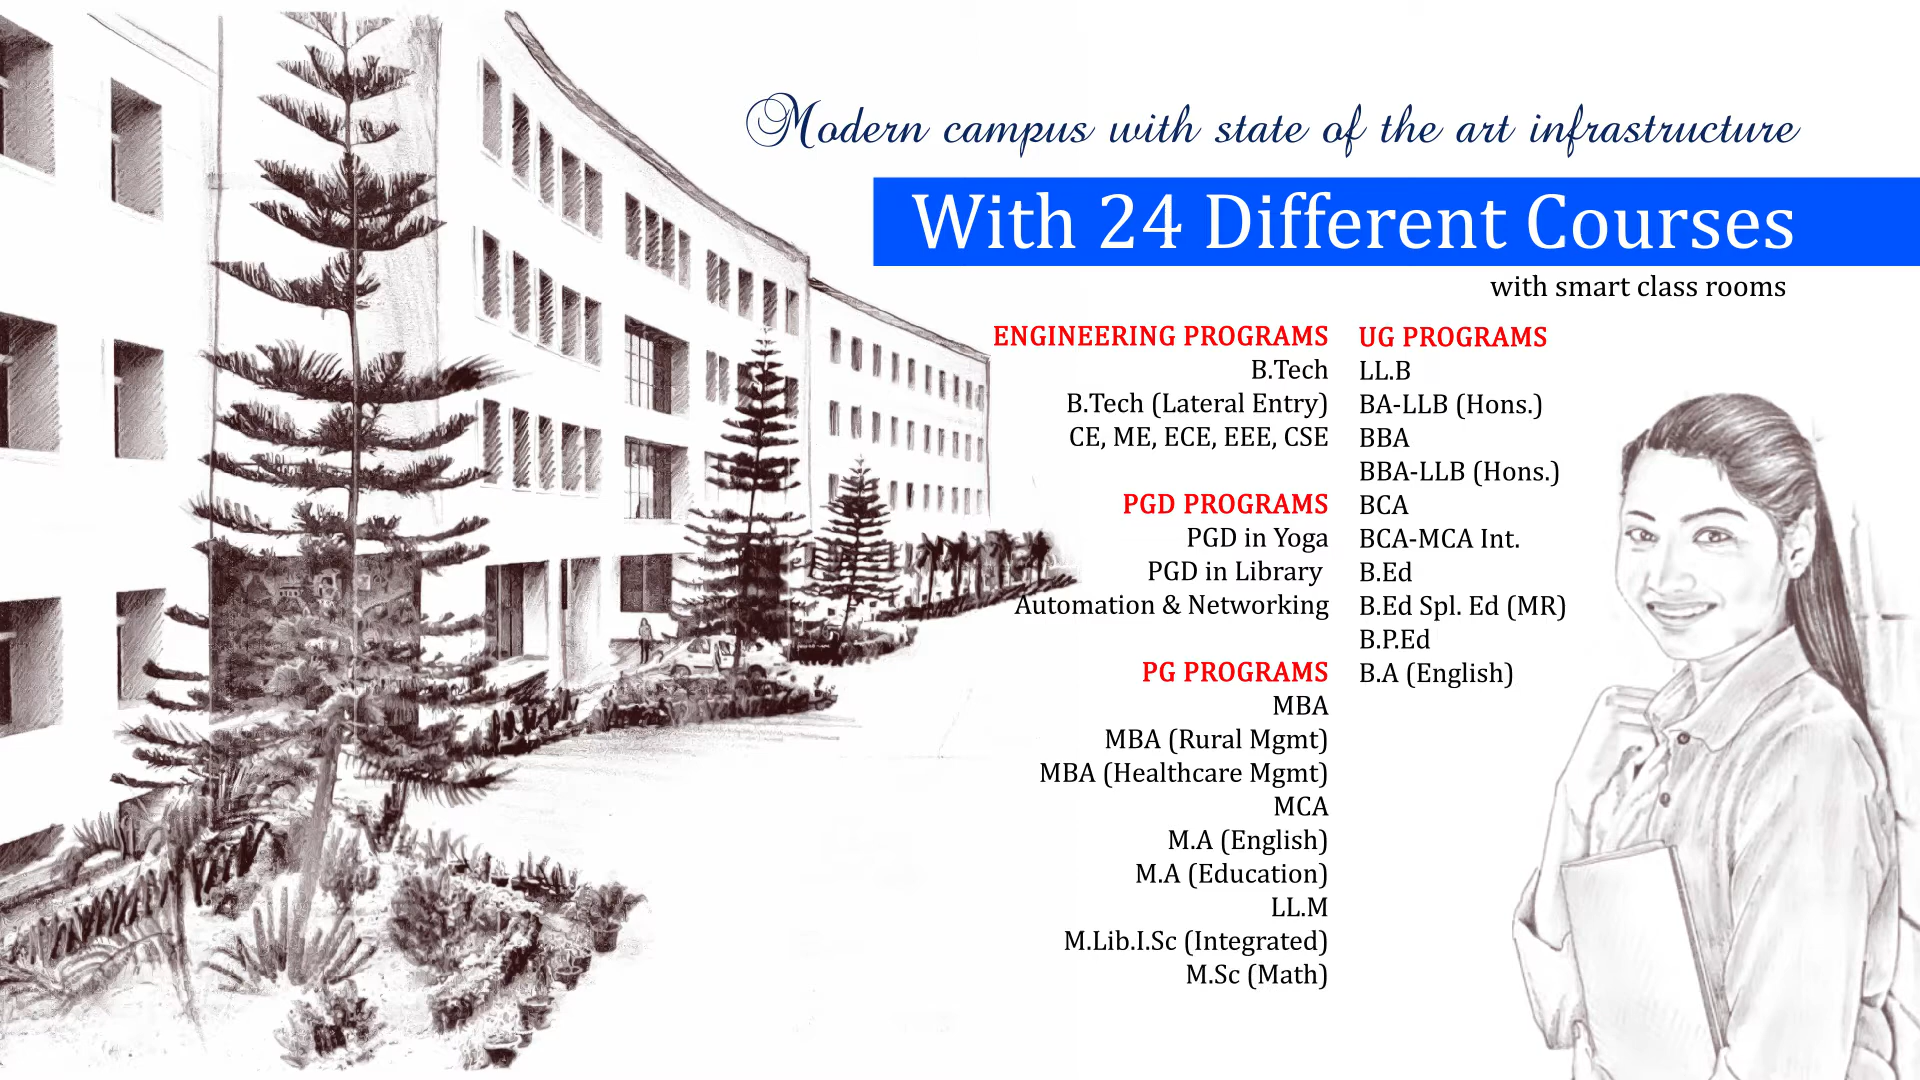 Modern campus with state of the art infrastructure
With 24 Different Courses
with smart class rooms
ENGINEERING PROGRAMS
B.Tech
B.Tech (Lateral Entry)
CE, ME, ECE, EEE, CSE
PGD PROGRAMS
PGD in Yoga
PGD in Library
Automation & Networking
PG PROGRAMS
MBA
MBA (Rural Mgmt)
MBA (Healthcare Mgmt)
MCA
M.A (English)
M.A (Education)
LL.M
M.Lib.I.Sc (Integrated)
M.Sc (Math)
UG PROGRAMS
LL.B
BA-LLB (Hons.)
BBA
BBA-LLB (Hons.)
BCA
BCA-MCA Int.
B.Ed
B.Ed Spl. Ed (MR)
B.P.Ed
B.A (English)